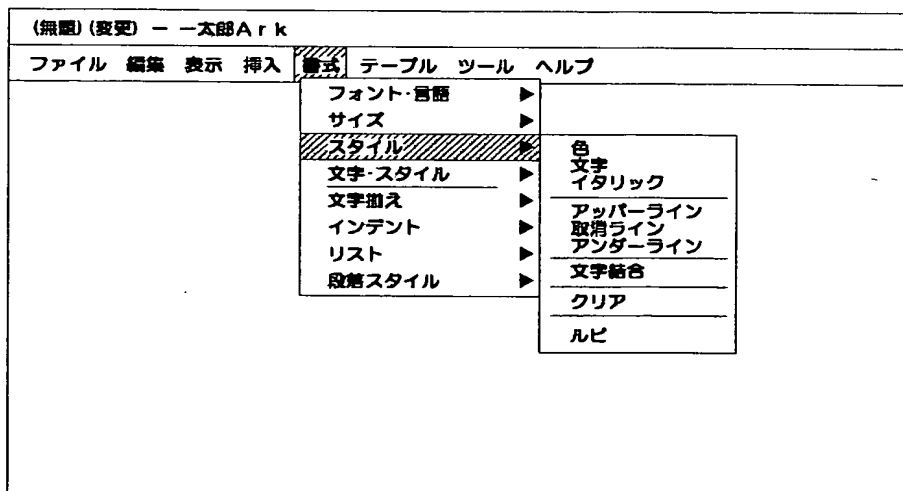 (無題)(変更) ー 一太郎Ark
ファイル 編集 表示 挿入 書式 テーブル ツール ヘルプ
フォント・言語 ▶
サイズ ▶
スタイル ▶
文字・スタイル ▶
文字揃え ▶
インデント ▶
リスト ▶
段落スタイル ▶
色
文字
イタリック
アッパーライン
取消ライン
アンダーライン
文字結合
クリア
ルビ